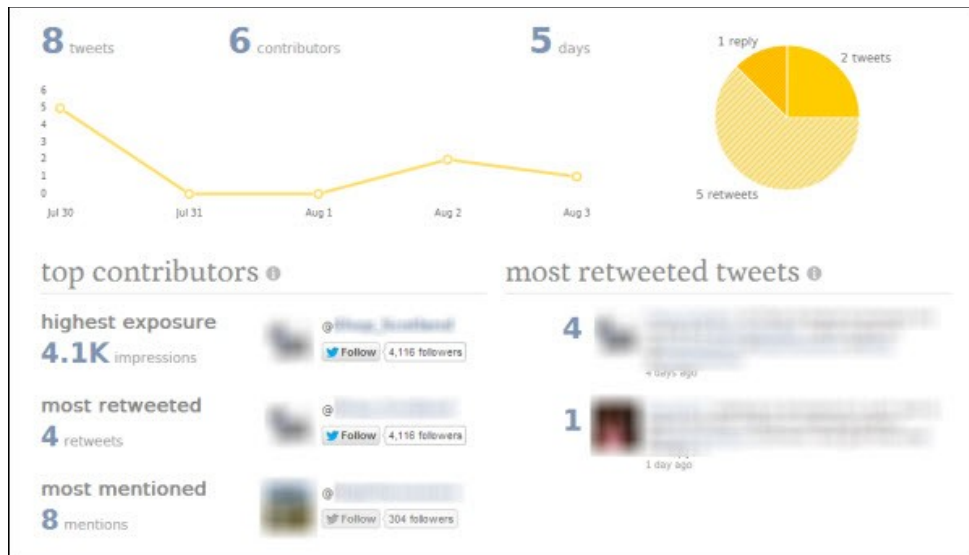 8 tweets
6 contributors
5 days
1 reply
2 tweets
5 retweets
6
5
4
3
2
1
0
Jul 30
Jul 31
Aug 1
Aug 2
Aug 3
top contributors
highest exposure
4.1K impressions
@
Follow 4,116 followers
most retweeted
4 retweets
@
Follow 4,116 followers
most mentioned
8 mentions
@
Follow 304 followers
most retweeted tweets
4
4 days ago
1
1 day ago